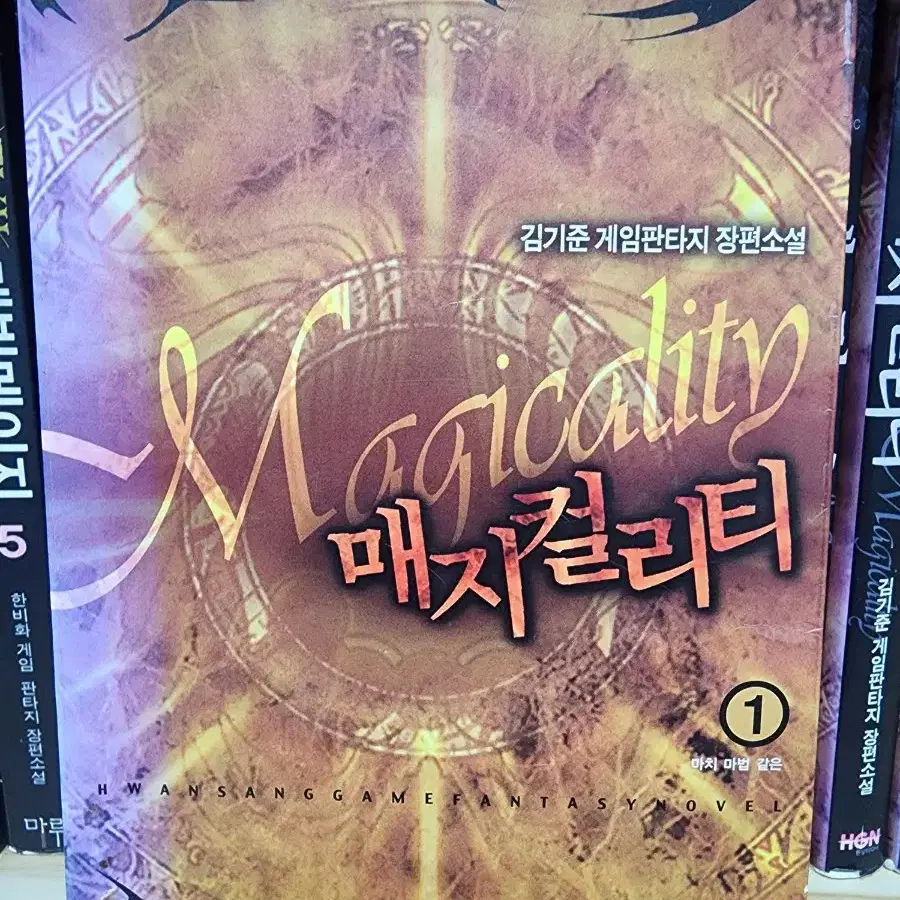 김기준 게임판타지 장편소설
Magicality
매지컬리티
1
마치 마법 같은
HWANSANGGAMEFANTASYNOVEL
5
한비화 게임 판타지 장편소설
마루
Magicality
김기준 게임판타지 장편소설
HGN